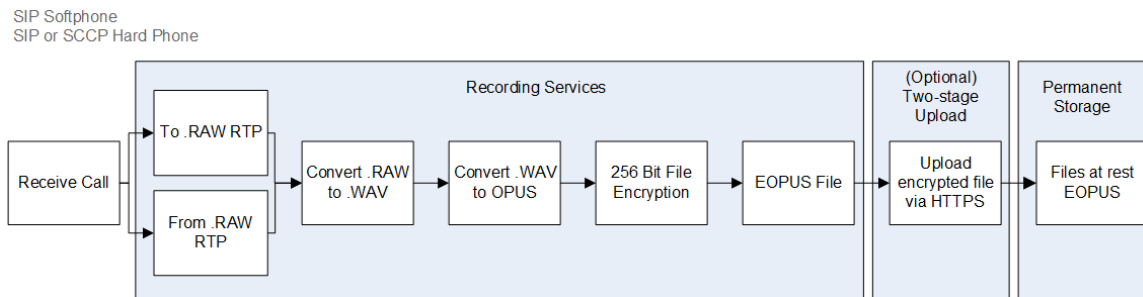 SIP Softphone
SIP or SCCP Hard Phone
Recording Services
(Optional)
Two-stage
Upload
Permanent
Storage
Receive Call
To .RAW RTP
From .RAW
RTP
Convert .RAW
to .WAV
Convert .WAV
to OPUS
256 Bit File
Encryption
EOPUS File
Upload
encrypted file
via HTTPS
Files at rest
EOPUS